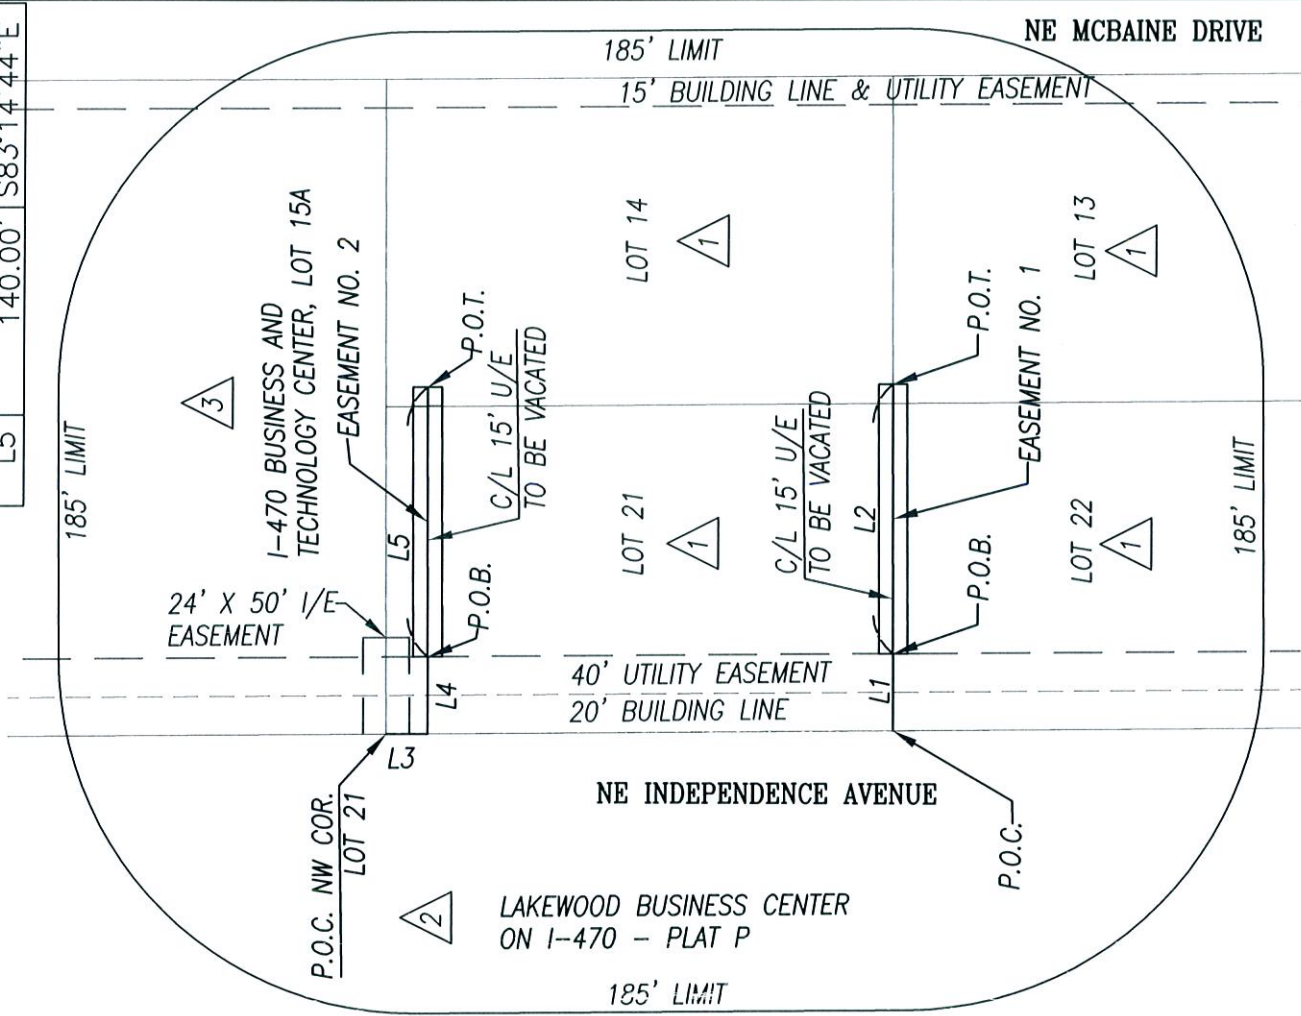 L5 140.00' S83°14'44"E
NE MCBAINE DRIVE
185' LIMIT
15' BUILDING LINE & UTILITY EASEMENT
185' LIMIT
3
I-470 BUSINESS AND
TECHNOLOGY CENTER, LOT 15A
EASEMENT NO. 2
LOT 14
1
LOT 13
1
P.O.T.
C/L 15' U/E
TO BE VACATED
L5
P.O.B.
24' X 50' I/E
EASEMENT
LOT 21
1
C/L 15' U/E
TO BE VACATED
L2
P.O.T.
EASEMENT NO. 1
P.O.B.
LOT 22
1
185' LIMIT
40' UTILITY EASEMENT
20' BUILDING LINE
L4
L1
L3
P.O.C. NW COR.
LOT 21
NE INDEPENDENCE AVENUE
P.O.C.
2
LAKEWOOD BUSINESS CENTER
ON I-470 - PLAT P
185' LIMIT